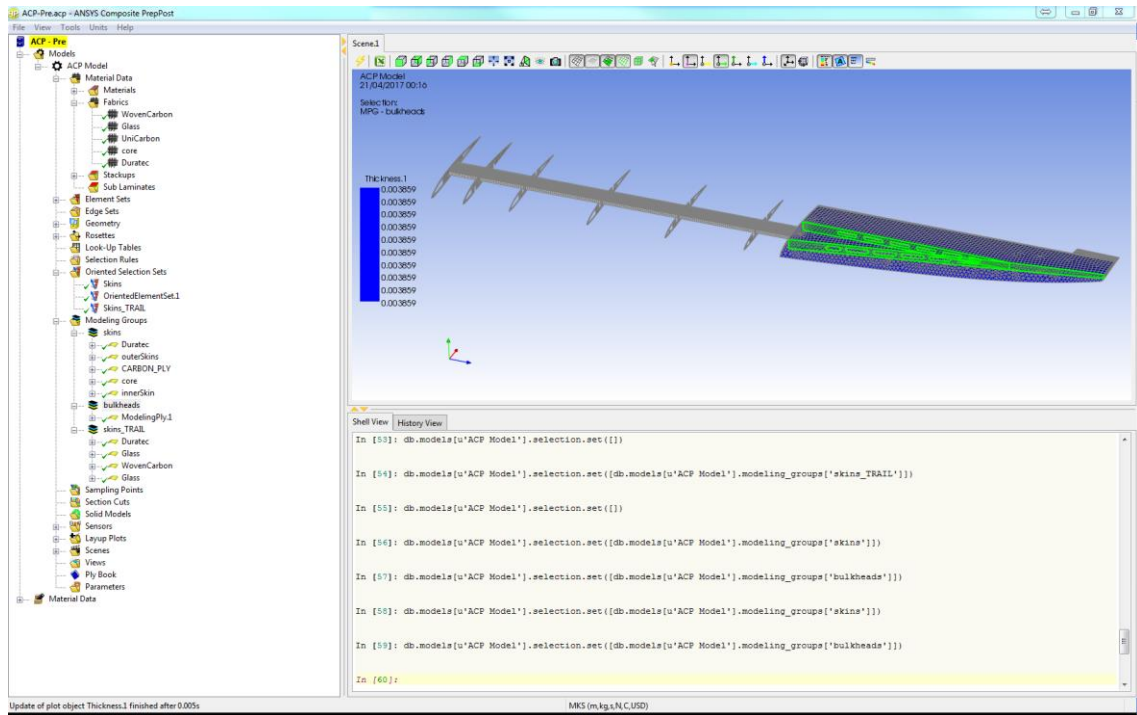 ACP-Pre.acp - ANSYS Composite PrepPost
File View Tools Units Help
ACP - Pre
Models
ACP Model
Material Data
Materials
Fabrics
WovenCarbon
Glass
UniCarbon
core
Duratec
Stackups
Sub Laminates
Element Sets
Edge Sets
Geometry
Rosettes
Look-Up Tables
Selection Rules
Oriented Selection Sets
Skins
OrientedElementSet.1
Skins_TRAIL
Modeling Groups
skins
Duratec
outerSkins
CARBON_PLY
core
innerSkin
bulkheads
ModelingPly.1
skins_TRAIL
Duratec
Glass
WovenCarbon
Glass
Sampling Points
Section Cuts
Solid Models
Sensors
Layup Plots
Scenes
Views
Ply Book
Parameters
Material Data
Scene.1
ACP Model
21/04/2017 00:16
Selection:
MPG - bulkheads
Thickness.1
0.003859
0.003859
0.003859
0.003859
0.003859
0.003859
0.003859
0.003859
0.003859
0.003859
Shell View History View
In [53]: db.models[u'ACP Model'].selection.set([])
In [54]: db.models[u'ACP Model'].selection.set([db.models[u'ACP Model'].modeling_groups['skins_TRAIL']])
In [55]: db.models[u'ACP Model'].selection.set([])
In [56]: db.models[u'ACP Model'].selection.set([db.models[u'ACP Model'].modeling_groups['skins']])
In [57]: db.models[u'ACP Model'].selection.set([db.models[u'ACP Model'].modeling_groups['bulkheads']])
In [58]: db.models[u'ACP Model'].selection.set([db.models[u'ACP Model'].modeling_groups['skins']])
In [59]: db.models[u'ACP Model'].selection.set([db.models[u'ACP Model'].modeling_groups['bulkheads']])
In [60]:
Update of plot object Thickness.1 finished after 0.005s
MKS (m,kg,s,N,C,USD)